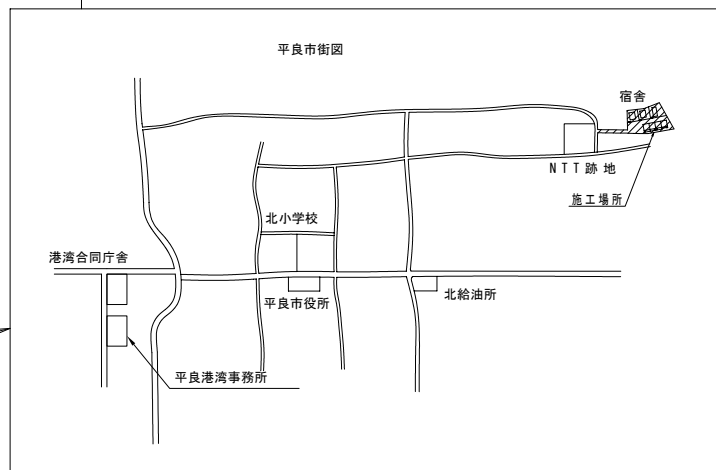 平良市街図
宿舎
NTT跡地
施工場所
北小学校
港湾合同庁舎
平良市役所
北給油所
平良港湾事務所